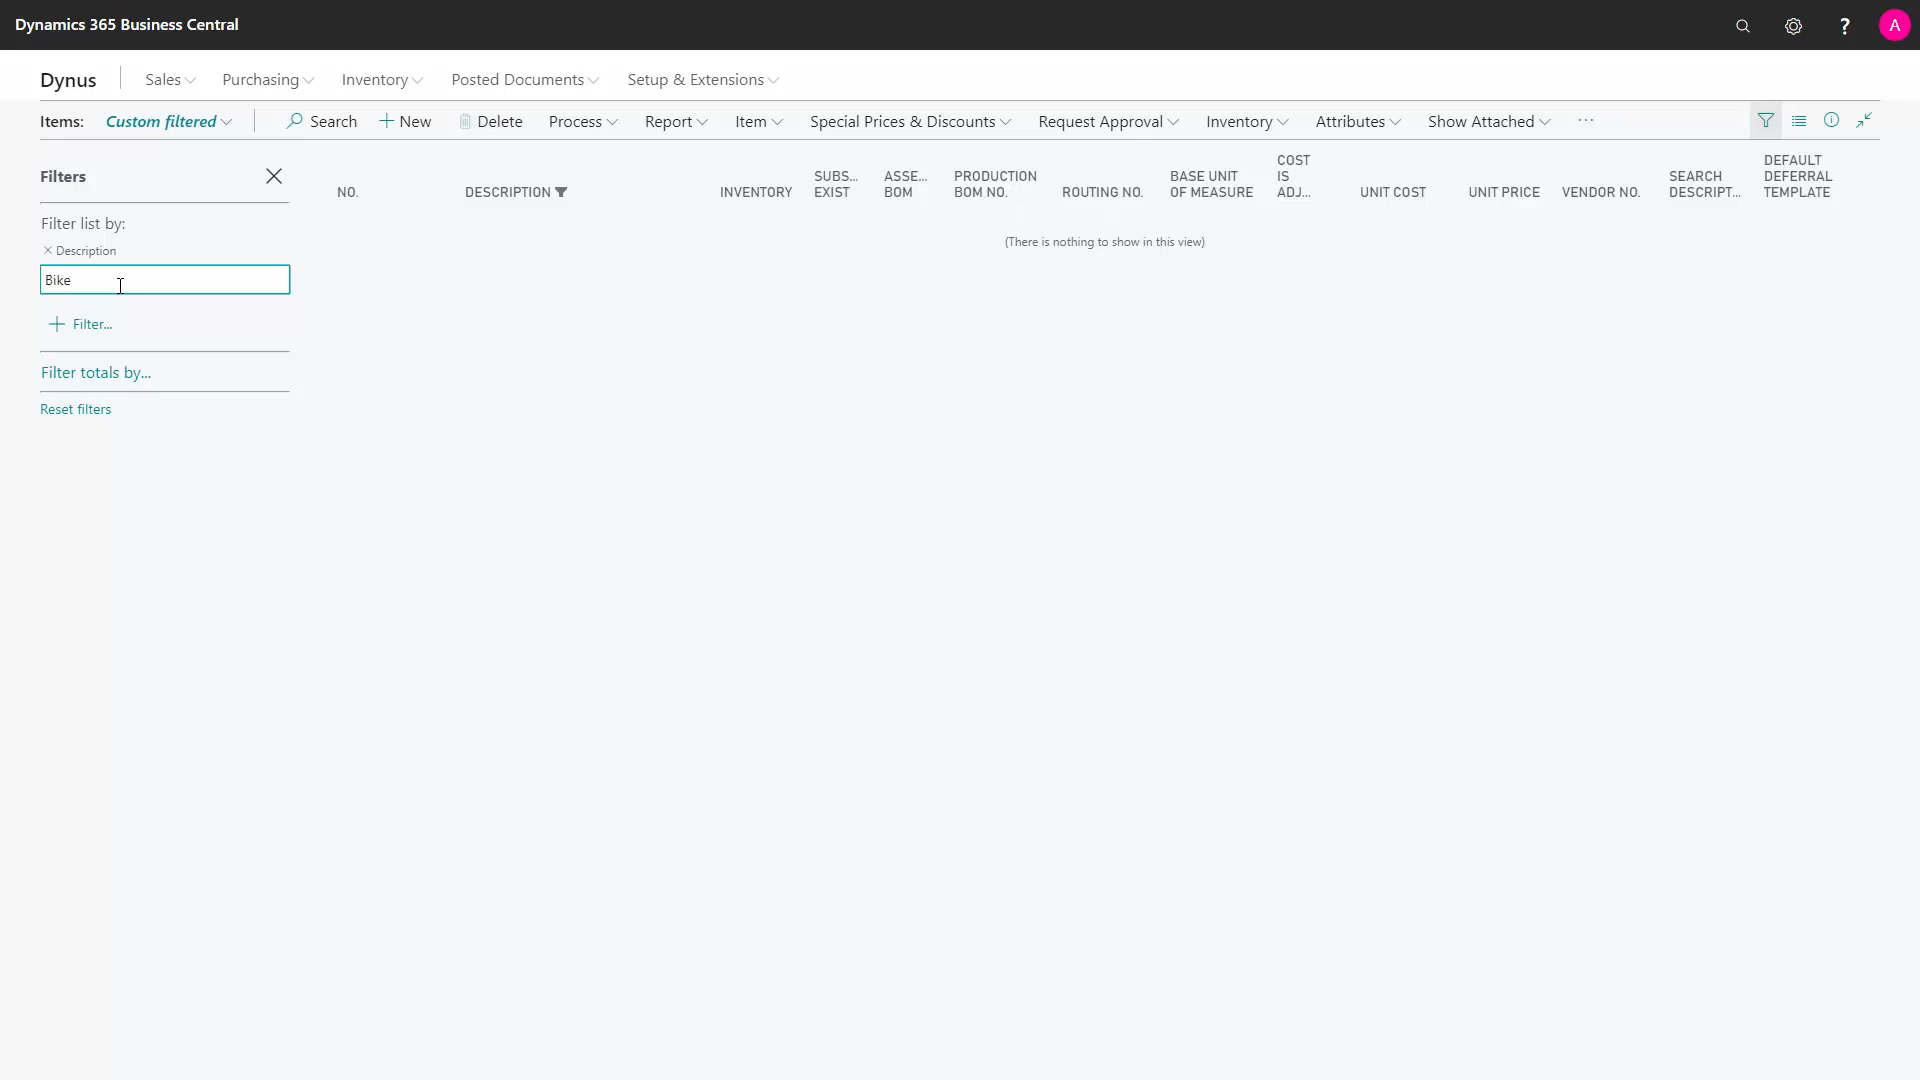 Dynamics 365 Business Central
?
A
Dynus
Sales
Purchasing
Inventory
Posted Documents
Setup & Extensions
Items:
Custom filtered
Search
New
Delete
Process
Report
Item
Special Prices & Discounts
Request Approval
Inventory
Attributes
Show Attached
...
Filters
Filter list by:
× Description
Bike
+ Filter...
Filter totals by...
Reset filters
NO.
DESCRIPTION
INVENTORY
SUBS...
EXIST
ASSE...
BOM
PRODUCTION
BOM NO.
ROUTING NO.
BASE UNIT
OF MEASURE
COST
IS
ADJ...
UNIT COST
UNIT PRICE
VENDOR NO.
SEARCH
DESCRIPT...
DEFAULT
DEFERRAL
TEMPLATE
(There is nothing to show in this view)